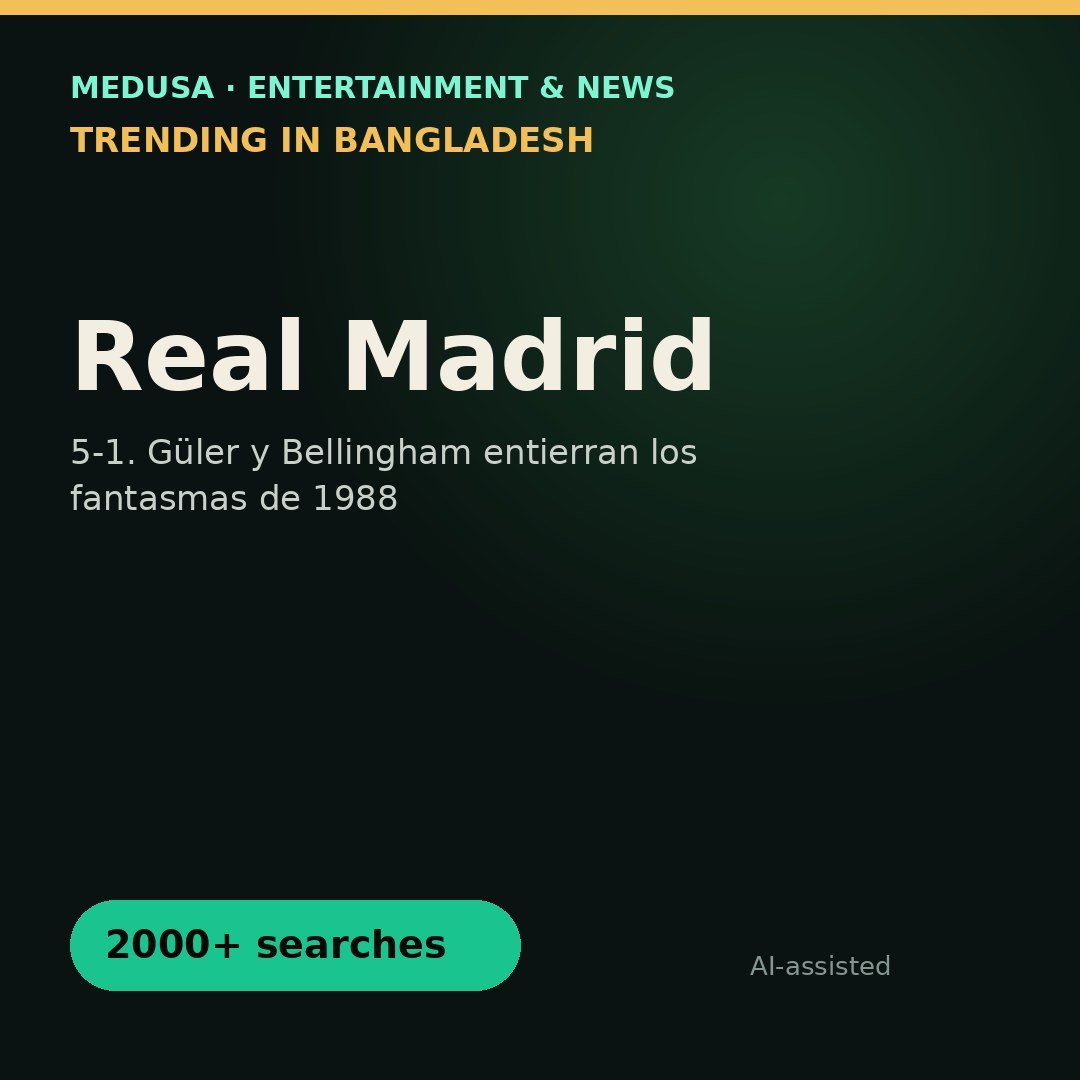 MEDUSA · ENTERTAINMENT & NEWS
TRENDING IN BANGLADESH
Real Madrid
5-1. Güler y Bellingham entierran los
fantasmas de 1988
2000+ searches
AI-assisted